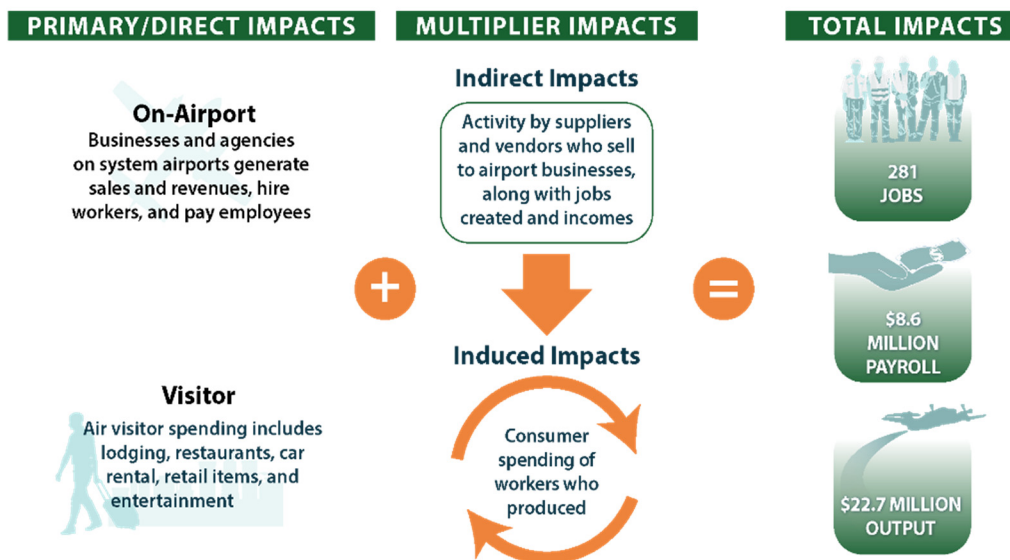 PRIMARY/DIRECT IMPACTS
On-Airport
Businesses and agencies
on system airports generate
sales and revenues, hire
workers, and pay employees
Visitor
Air visitor spending includes
lodging, restaurants, car
rental, retail items, and
entertainment
+
MULTIPLIER IMPACTS
Indirect Impacts
Activity by suppliers
and vendors who sell
to airport businesses,
along with jobs
created and incomes
Induced Impacts
Consumer
spending of
workers who
produced
=
TOTAL IMPACTS
281
JOBS
$
$8.6
MILLION
PAYROLL
$22.7 MILLION
OUTPUT